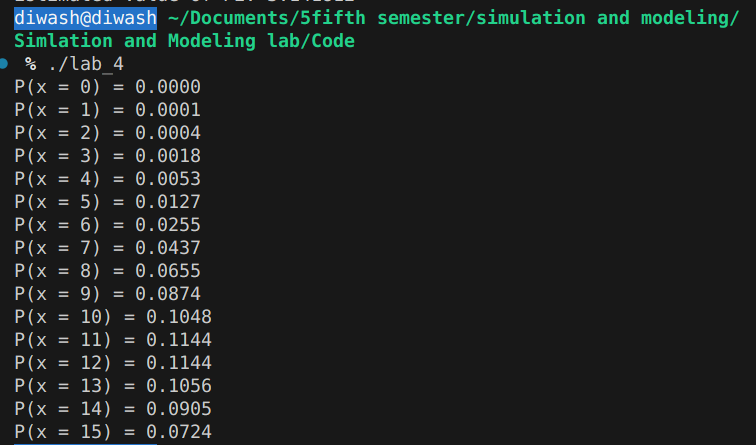 diwash@diwash ~/Documents/5fifth semester/simulation and modeling/
Simlation and Modeling lab/Code
% ./lab_4
P(x = 0) = 0.0000
P(x = 1) = 0.0001
P(x = 2) = 0.0004
P(x = 3) = 0.0018
P(x = 4) = 0.0053
P(x = 5) = 0.0127
P(x = 6) = 0.0255
P(x = 7) = 0.0437
P(x = 8) = 0.0655
P(x = 9) = 0.0874
P(x = 10) = 0.1048
P(x = 11) = 0.1144
P(x = 12) = 0.1144
P(x = 13) = 0.1056
P(x = 14) = 0.0905
P(x = 15) = 0.0724